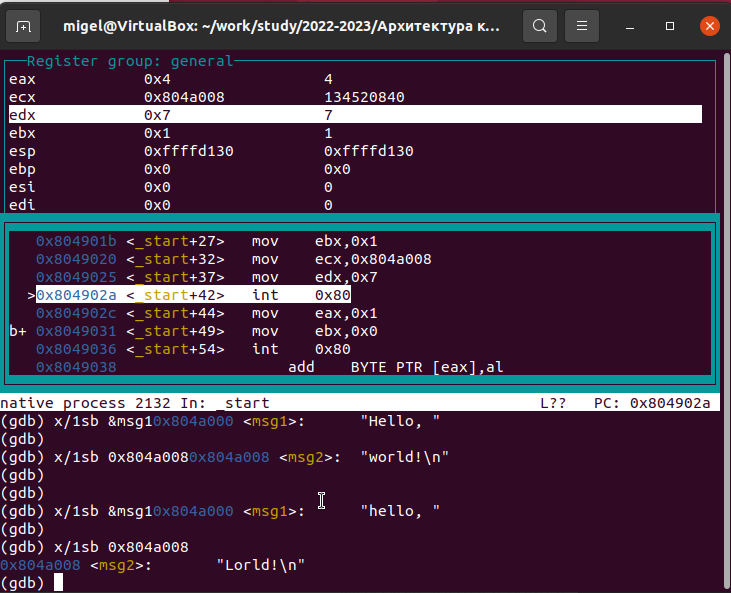 migel@VirtualBox: ~/work/study/2022-2023/Архитектура к...
Register group: general
eax 0x4 4
ecx 0x804a008 134520840
edx 0x7 7
ebx 0x1 1
esp 0xffffd130 0xffffd130
ebp 0x0 0x0
esi 0x0 0
edi 0x0 0
0x804901b <_start+27> mov ebx,0x1
0x8049020 <_start+32> mov ecx,0x804a008
0x8049025 <_start+37> mov edx,0x7
>0x804902a <_start+42> int 0x80
0x804902c <_start+44> mov eax,0x1
b+ 0x8049031 <_start+49> mov ebx,0x0
0x8049036 <_start+54> int 0x80
0x8049038 add BYTE PTR [eax],al
native process 2132 In: _start L?? PC: 0x804902a
(gdb) x/1sb &msg10x804a000 <msg1>: "Hello, "
(gdb)
(gdb) x/1sb 0x804a0080x804a008 <msg2>: "world!\n"
(gdb)
(gdb)
(gdb) x/1sb &msg10x804a000 <msg1>: "hello, "
(gdb)
(gdb) x/1sb 0x804a008
0x804a008 <msg2>: "Lorld!\n"
(gdb)